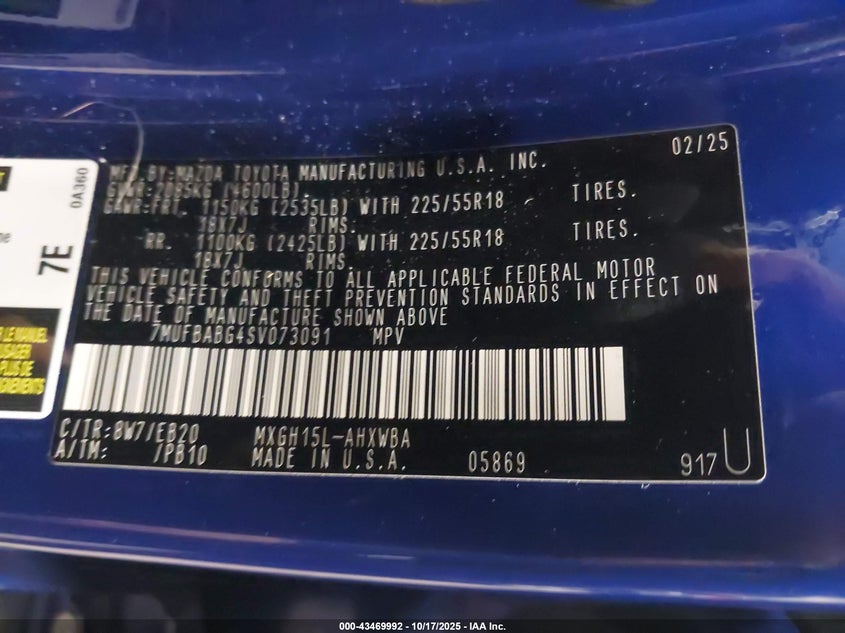 MFD.BY:MAZDA TOYOTA MANUFACTURING U.S.A. INC. 02/25
GVWR:2085KG (4600LB)
GAWR:FRT. 1150KG (2535LB) WITH 225/55R18 TIRES.
18X7J RIMS.
RR. 1100KG (2425LB) WITH 225/55R18 TIRES.
18X7J RIMS.
THIS VEHICLE CONFORMS TO ALL APPLICABLE FEDERAL MOTOR
VEHICLE SAFETY AND THEFT PREVENTION STANDARDS IN EFFECT ON
THE DATE OF MANUFACTURE SHOWN ABOVE
7MUFBABG4SV073091 MPV
C/TR:8W7/EB20 MXGH15L-AHXWBA
A/TM: /PB10 MADE IN U.S.A. 05869 917 U
0A360
7E
PLUS DE
000-43469992 - 10/17/2025 - IAA Inc.